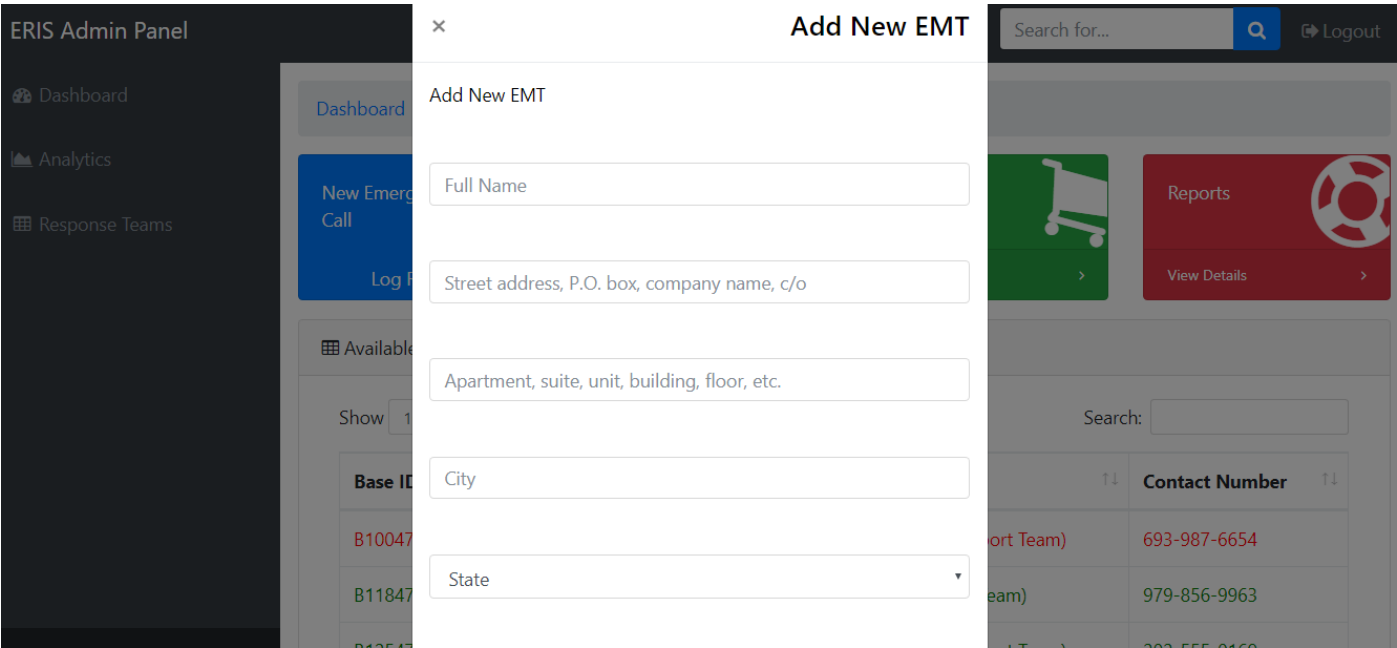 ERIS Admin Panel
× Add New EMT
Search for...
Logout
Dashboard
Analytics
Response Teams
Dashboard
Add New EMT
Full Name
Street address, P.O. box, company name, c/o
Apartment, suite, unit, building, floor, etc.
City
State
New Emerg
Call
Log
Reports
View Details
Available
Show 1
Search:
Base ID
Contact Number
B10047
ort Team)
693-987-6654
B11847
eam)
979-856-9963